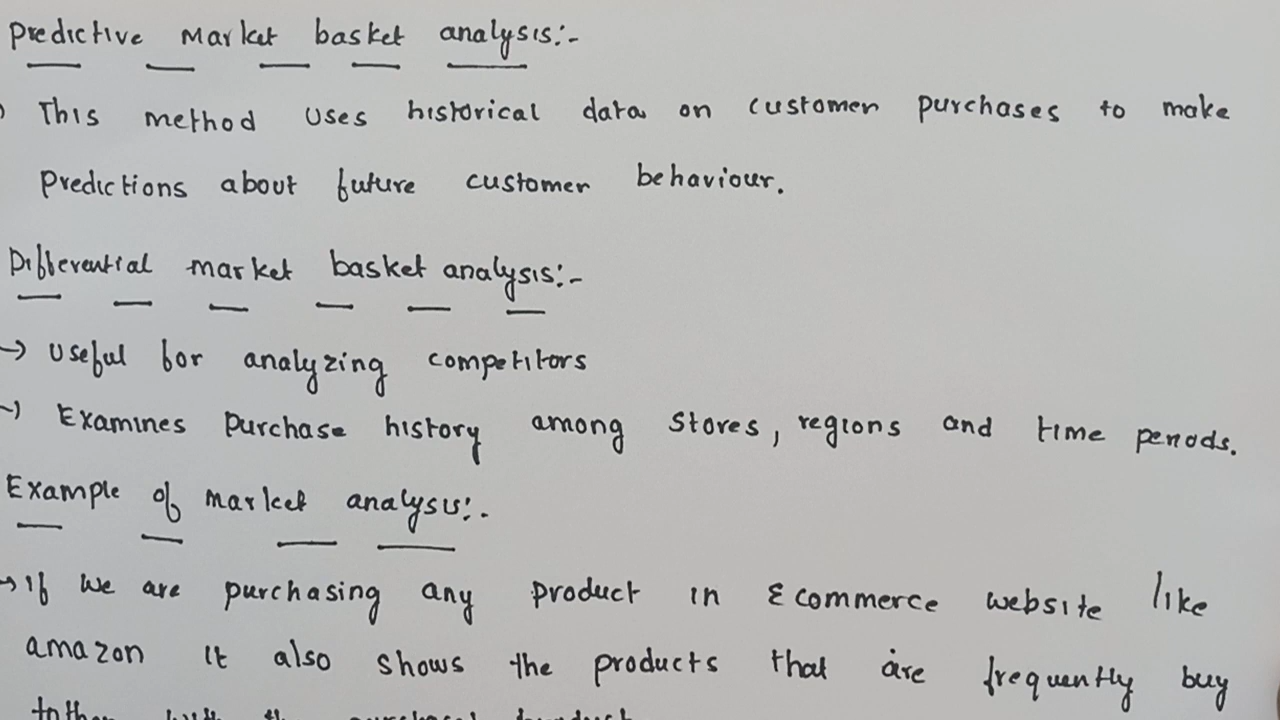 Predictive Market basket analysis:-
This method uses historical data on customer purchases to make
Predictions about future customer behaviour.
Differential market basket analysis:-
→ Useful for analyzing competitors
→ Examines Purchase history among Stores, regions and time periods.
Example of market analysis:-
→ If we are purchasing any product in Ecommerce website like
amazon it also shows the products that are frequently buy